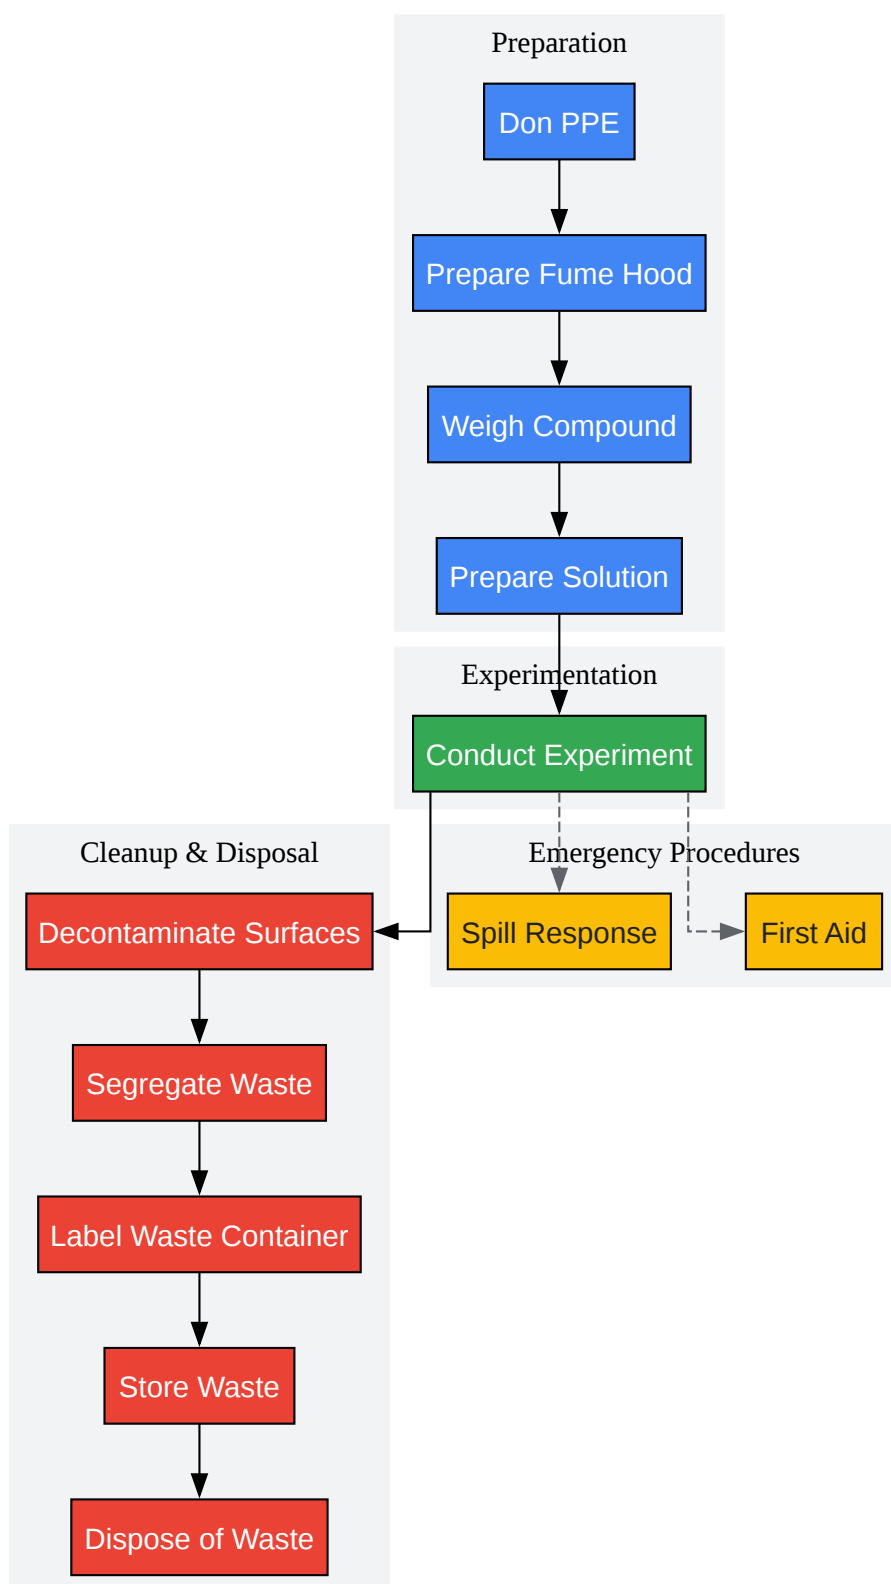 Preparation
Don PPE
Prepare Fume Hood
Weigh Compound
Prepare Solution
Experimentation
Conduct Experiment
Cleanup & Disposal
Decontaminate Surfaces
Segregate Waste
Label Waste Container
Store Waste
Dispose of Waste
Emergency Procedures
Spill Response
First Aid